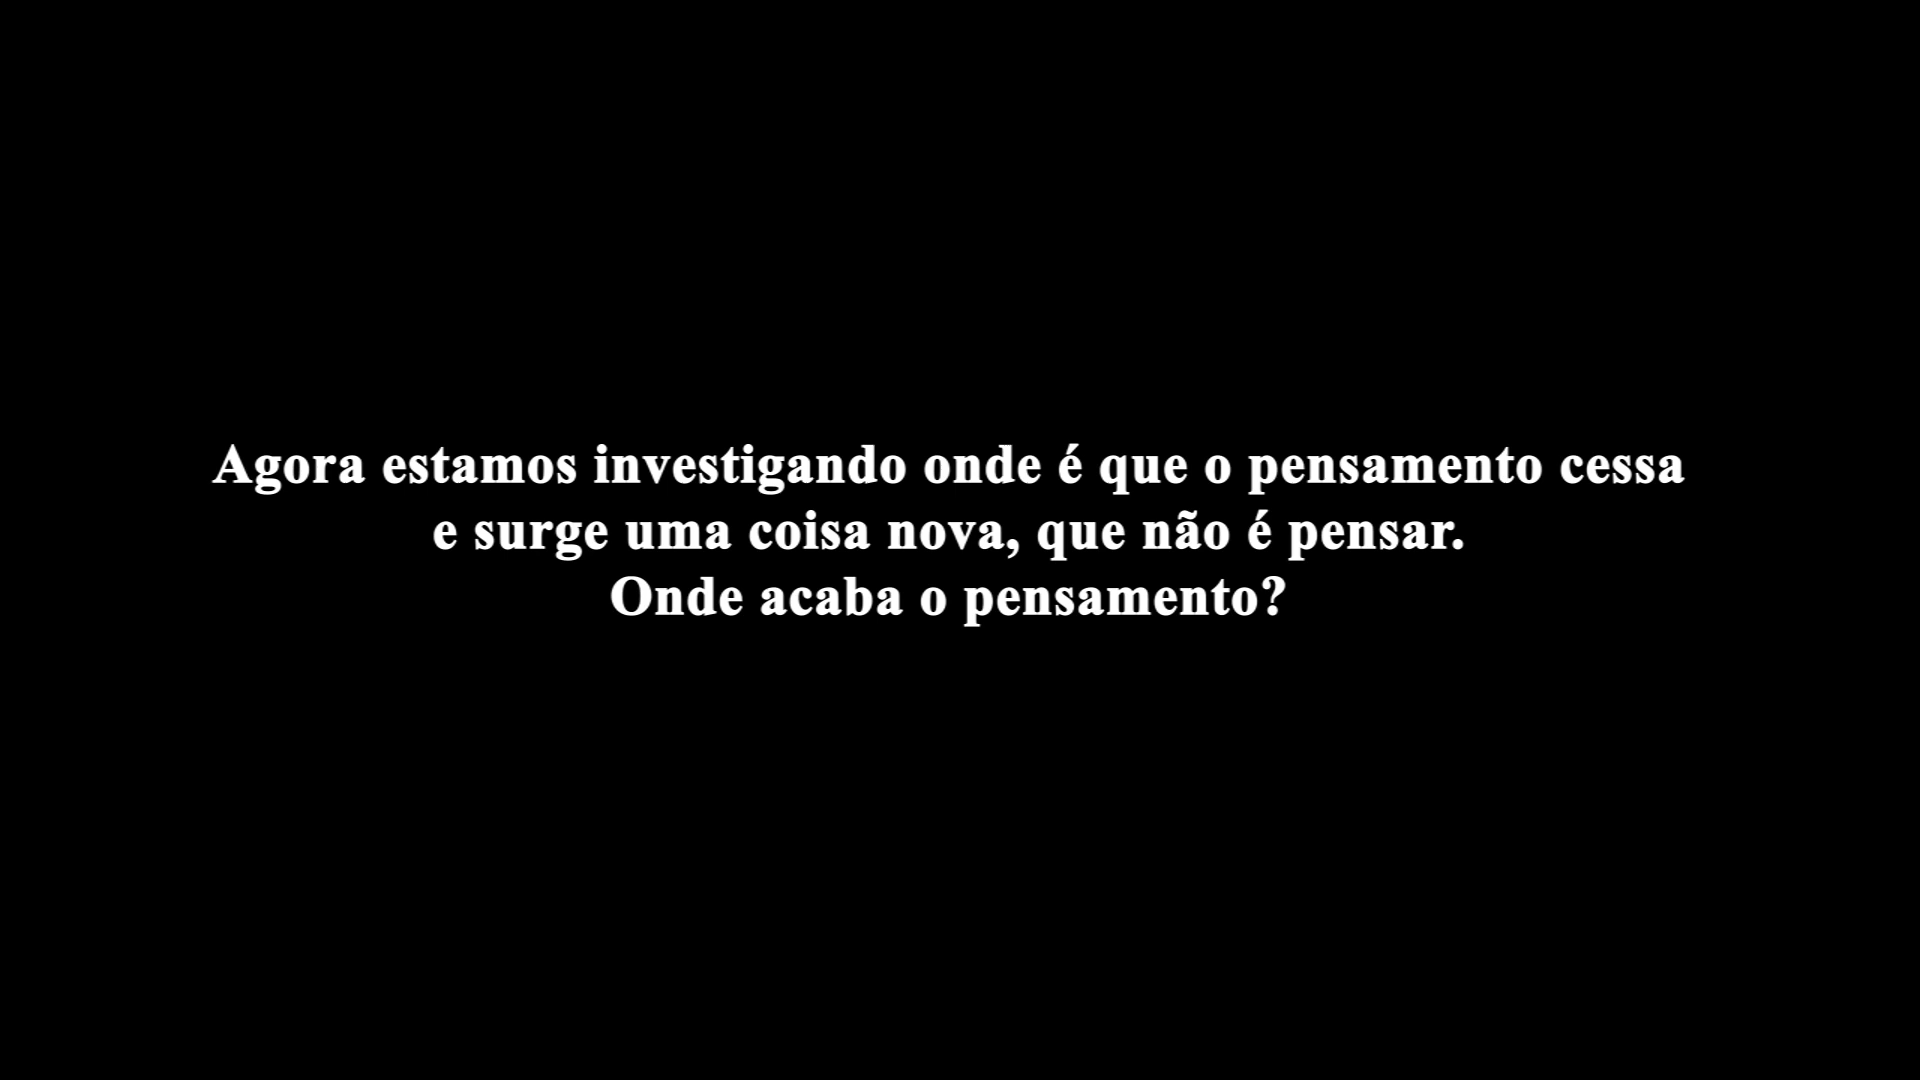 Agora estamos investigando onde é que o pensamento cessa
e surge uma coisa nova, que não é pensar.
Onde acaba o pensamento?